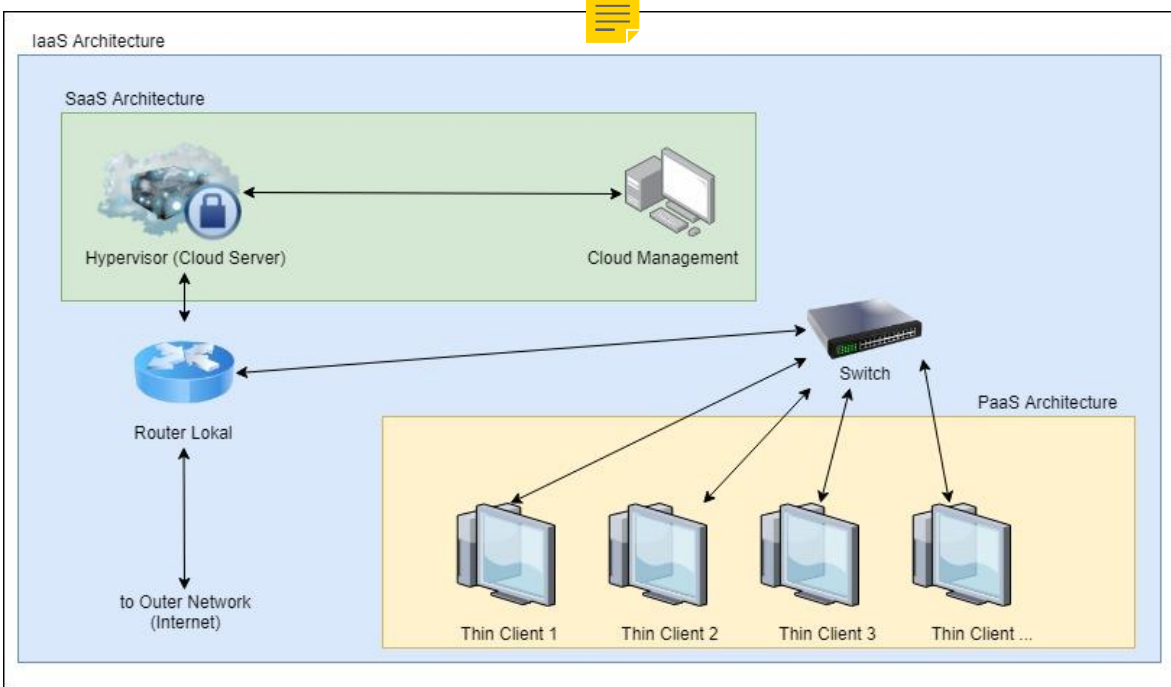 IaaS Architecture
SaaS Architecture
Hypervisor (Cloud Server)
Cloud Management
Switch
PaaS Architecture
Router Lokal
to Outer Network
(Internet)
Thin Client 1
Thin Client 2
Thin Client 3
Thin Client ...